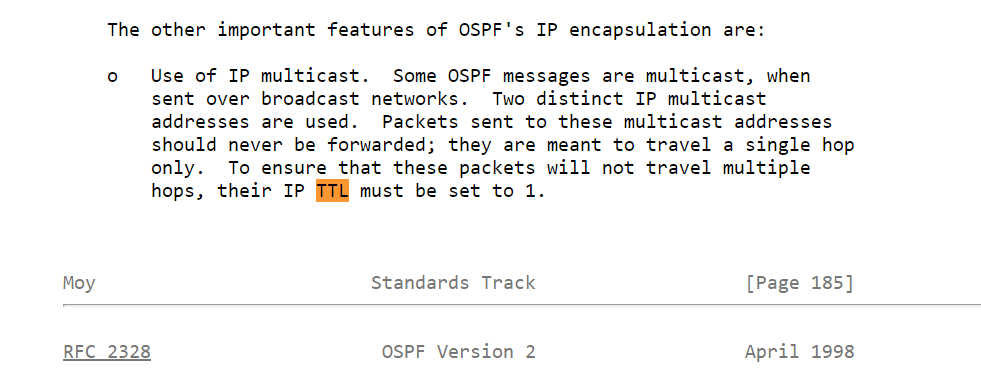 The other important features of OSPF's IP encapsulation are:
o Use of IP multicast. Some OSPF messages are multicast, when
sent over broadcast networks. Two distinct IP multicast
addresses are used. Packets sent to these multicast addresses
should never be forwarded; they are meant to travel a single hop
only. To ensure that these packets will not travel multiple
hops, their IP TTL must be set to 1.
Moy Standards Track [Page 185]
RFC 2328 OSPF Version 2 April 1998